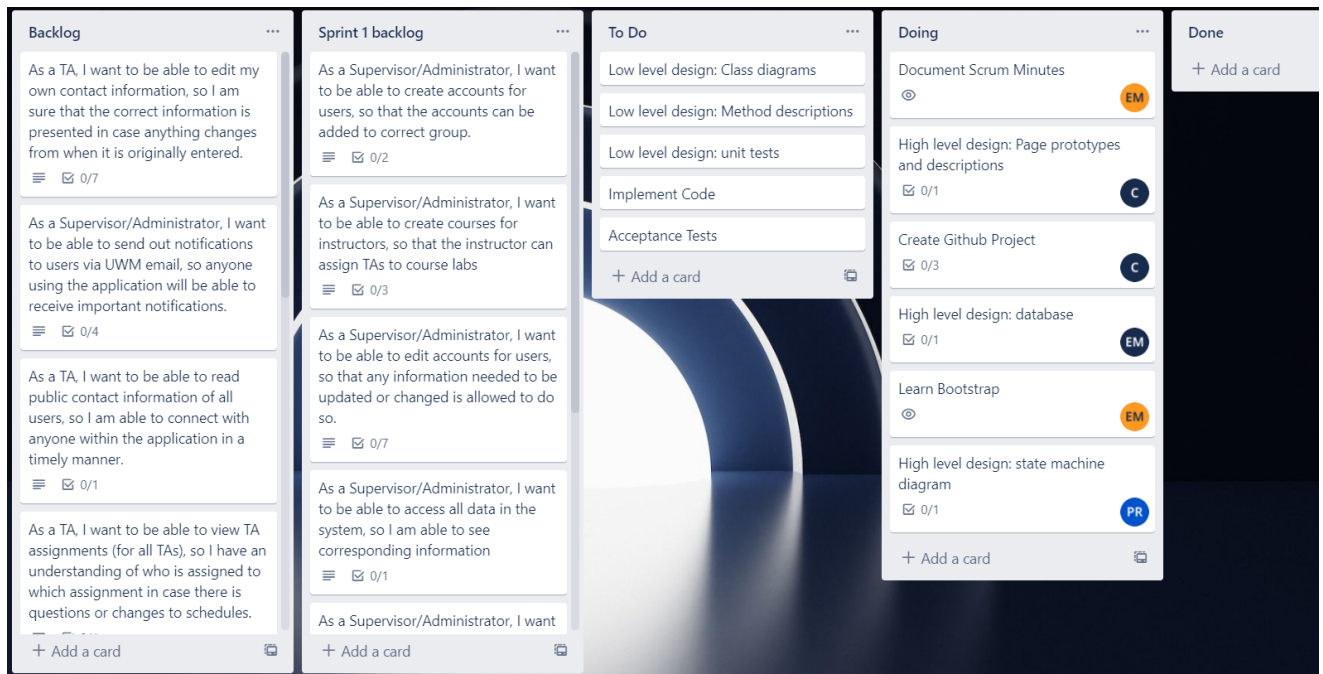 Backlog
As a TA, I want to be able to edit my
own contact information, so I am
sure that the correct information is
presented in case anything changes
from when it is originally entered.
0/7
As a Supervisor/Administrator, I want
to be able to send out notifications
to users via UWM email, so anyone
using the application will be able to
receive important notifications.
0/4
As a TA, I want to be able to read
public contact information of all
users, so I am able to connect with
anyone within the application in a
timely manner.
0/1
As a TA, I want to be able to view TA
assignments (for all TAs), so I have an
understanding of who is assigned to
which assignment in case there is
questions or changes to schedules.
+ Add a card
Sprint 1 backlog
As a Supervisor/Administrator, I want
to be able to create accounts for
users, so that the accounts can be
added to correct group.
0/2
As a Supervisor/Administrator, I want
to be able to create courses for
instructors, so that the instructor can
assign TAs to course labs
0/3
As a Supervisor/Administrator, I want
to be able to edit accounts for users,
so that any information needed to be
updated or changed is allowed to do
so.
0/7
As a Supervisor/Administrator, I want
to be able to access all data in the
system, so I am able to see
corresponding information
0/1
As a Supervisor/Administrator, I want
+ Add a card
To Do
Low level design: Class diagrams
Low level design: Method descriptions
Low level design: unit tests
Implement Code
Acceptance Tests
+ Add a card
Doing
Document Scrum Minutes
EM
High level design: Page prototypes
and descriptions
0/1
C
Create Github Project
0/3
C
High level design: database
0/1
EM
Learn Bootstrap
EM
High level design: state machine
diagram
0/1
PR
+ Add a card
Done
+ Add a card